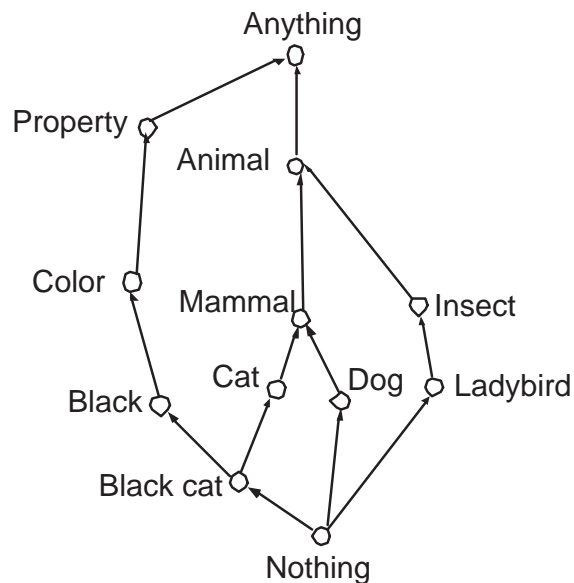 Anything
Property
Animal
Color
Mammal
Insect
Cat
Dog
Ladybird
Black
Black cat
Nothing